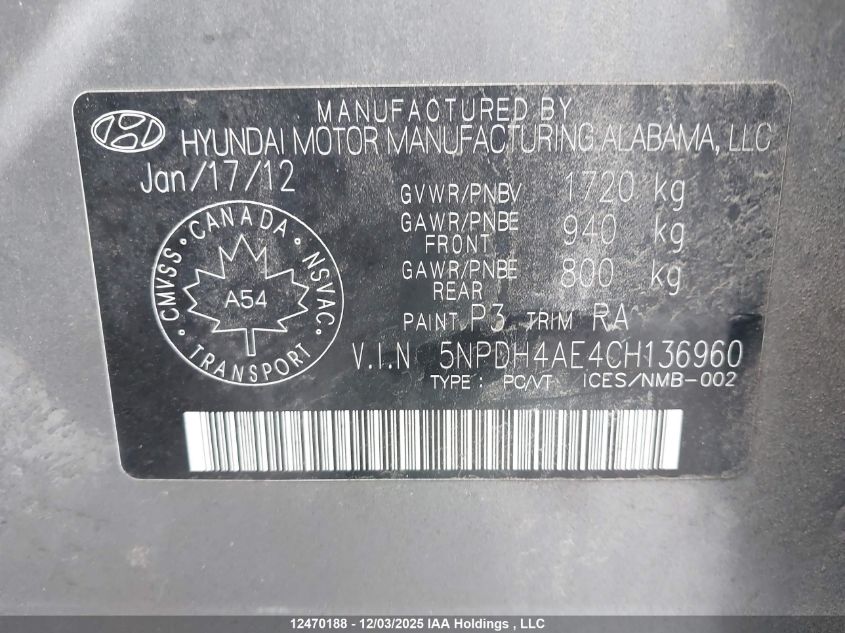 MANUFACTURED BY
HYUNDAI MOTOR MANUFACTURING ALABAMA, LLC
Jan/17/12
GVWR/PNBV 1720 kg
GAWR/PNBE FRONT 940 kg
GAWR/PNBE REAR 800 kg
PAINT P3 TRIM RA
V.I.N 5NPDH4AE4CH136960
TYPE : PC/VT ICES/NMB-002
CMVSS • CANADA • NSVAC • TRANSPORT •
A54
12470188 - 12/03/2025 IAA Holdings , LLC